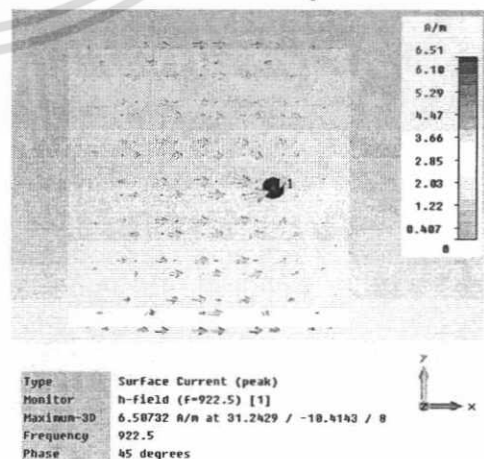 A/m
6.51
6.10
5.29
4.47
3.66
2.85
2.03
1.22
0.407
0
1
y
z x
Type Surface Current (peak)
Monitor h-field (f=922.5) [1]
Maximum-3D 6.50732 A/m at 31.2429 / -10.4143 / 0
Frequency 922.5
Phase 45 degrees